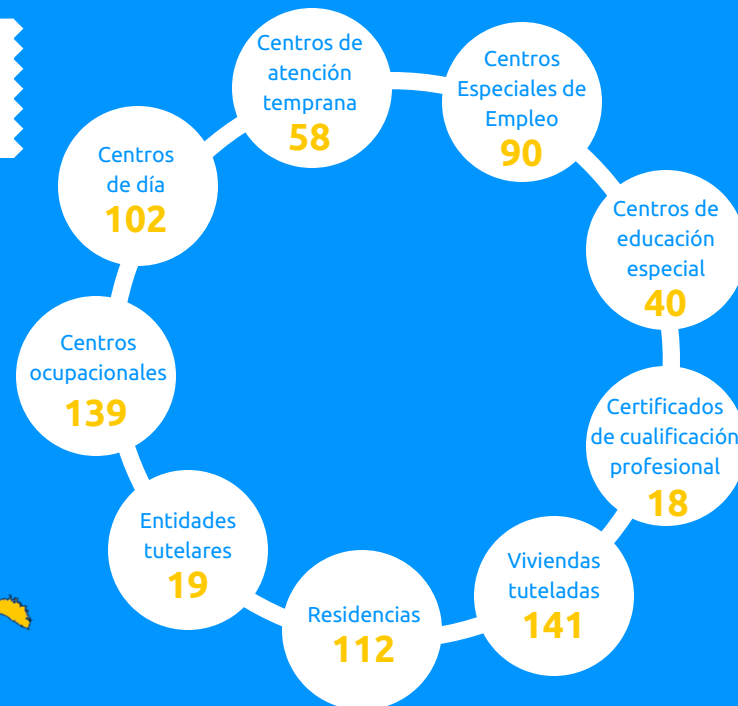 Centros de
atención
temprana
58
Centros
Especiales de
Empleo
90
Centros de
educación
especial
40
Certificados
de cualificación
profesional
18
Viviendas
tuteladas
141
Residencias
112
Entidades
tutelares
19
Centros
ocupacionales
139
Centros
de día
102